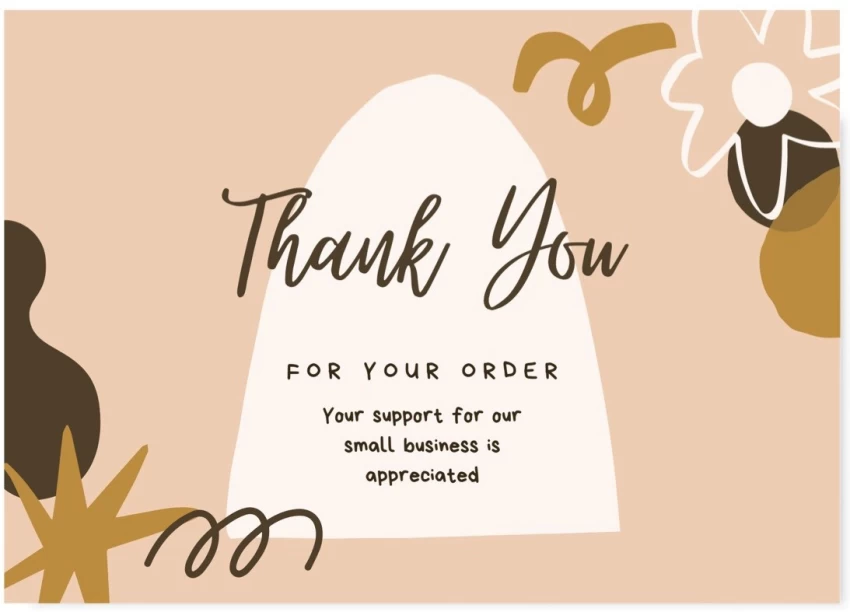 Thank You
FOR YOUR ORDER
Your support for our
small business is
appreciated